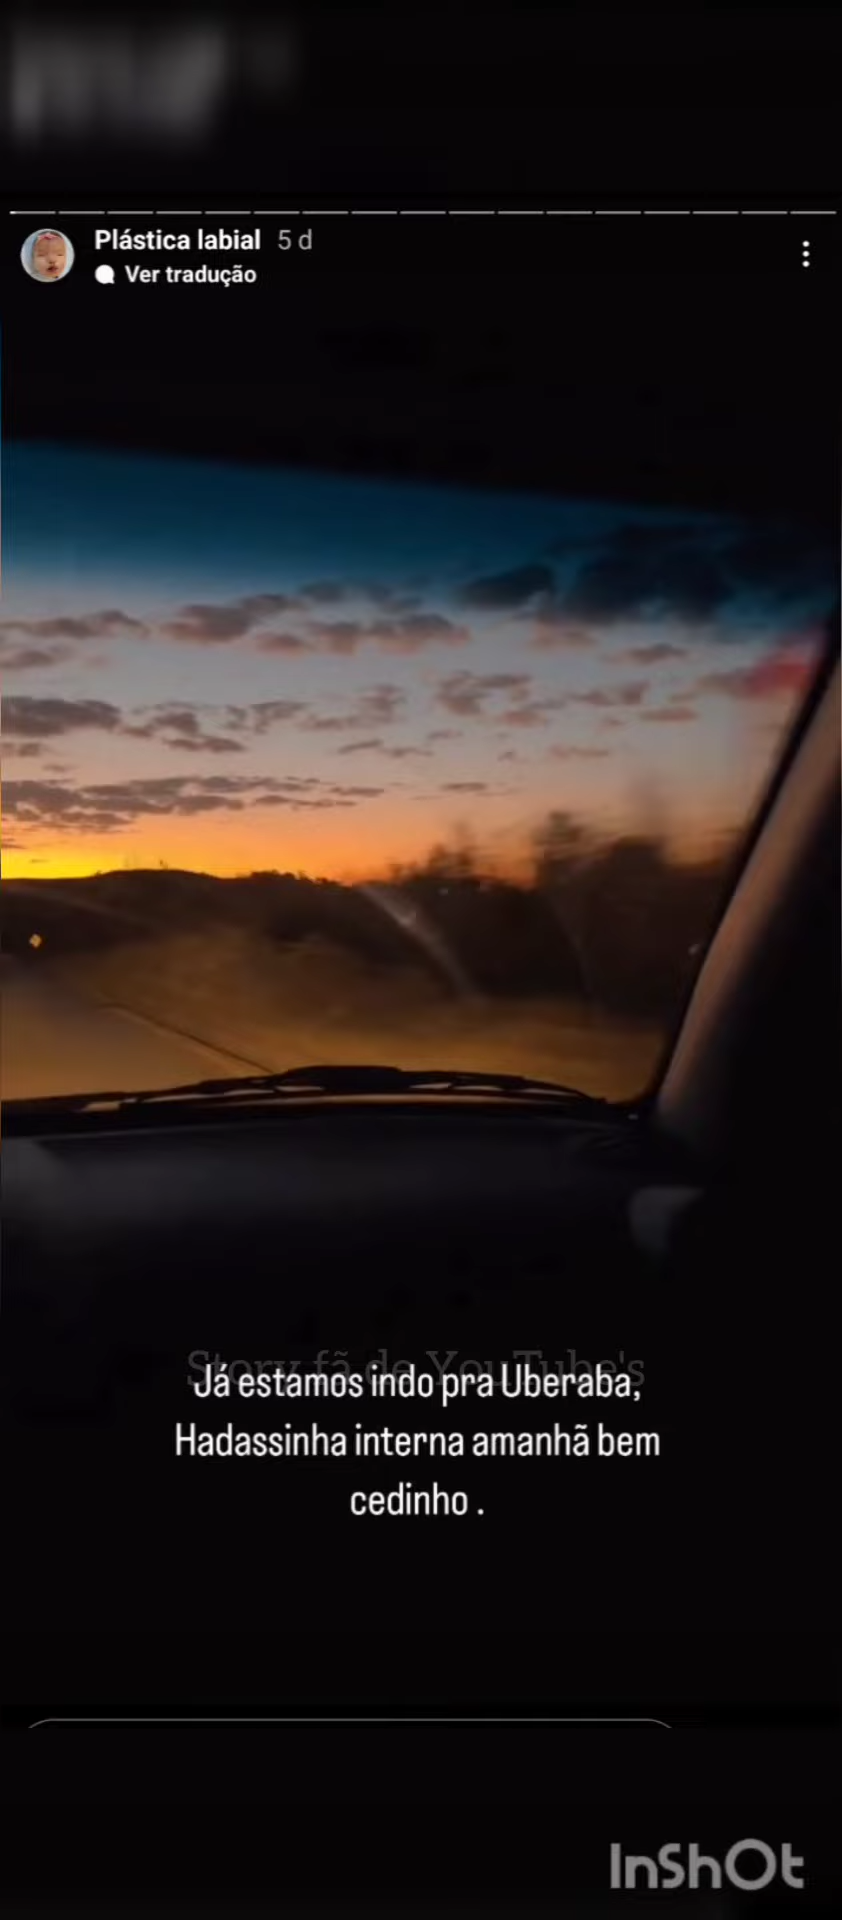 Plástica labial 5 d
Ver tradução
Story fã de YouTube's
Já estamos indo pra Uberaba,
Hadassinha interna amanhã bem
cedinho .
InShOt